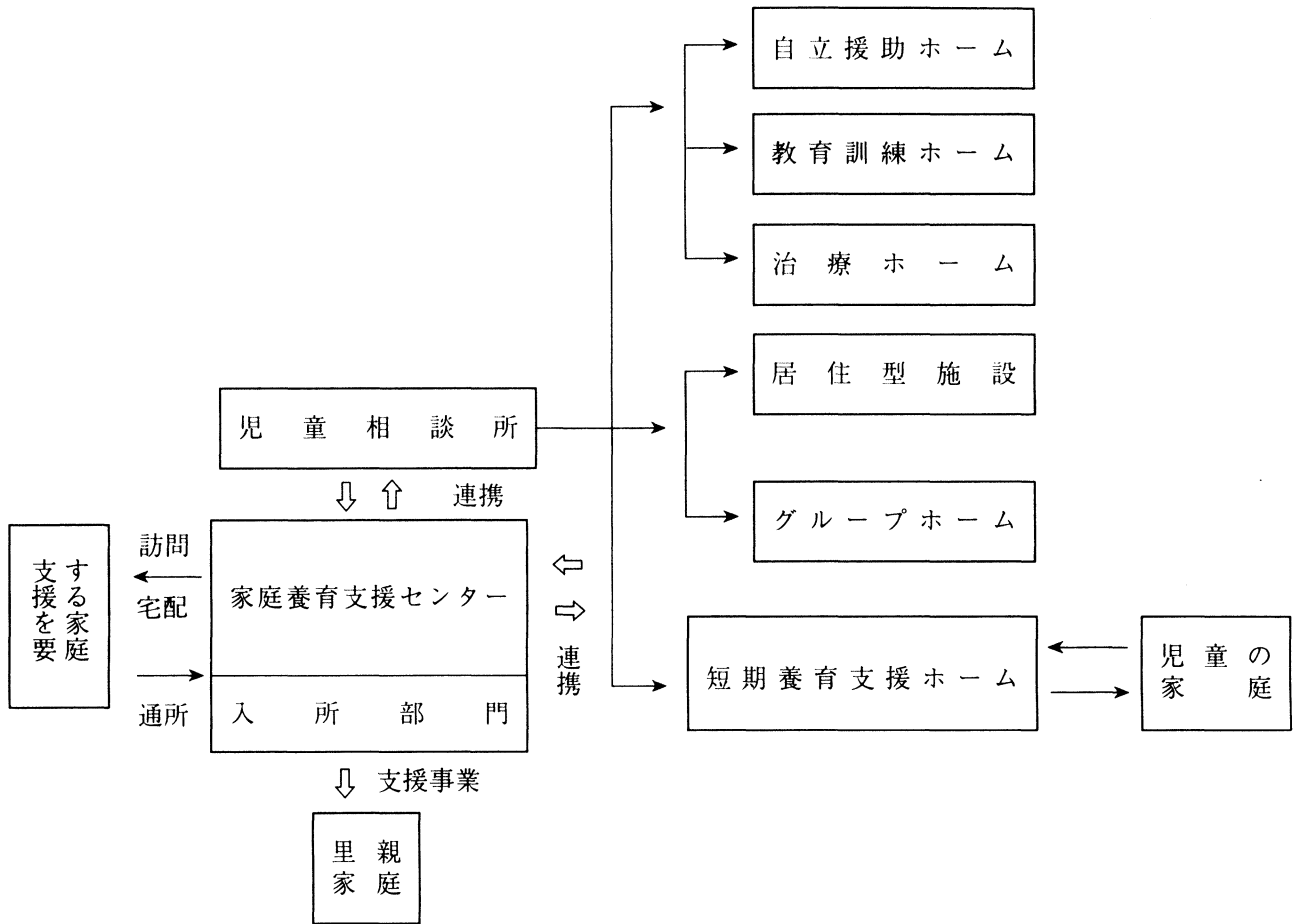 自立援助ホーム
教育訓練ホーム
治療ホーム
居住型施設
児童相談所
連携
グループホーム
訪問
宅配
通所
支援を要
する家庭
家庭養育支援センター
入所部門
連携
短期養育支援ホーム
児童の
家庭
支援事業
里親
家庭